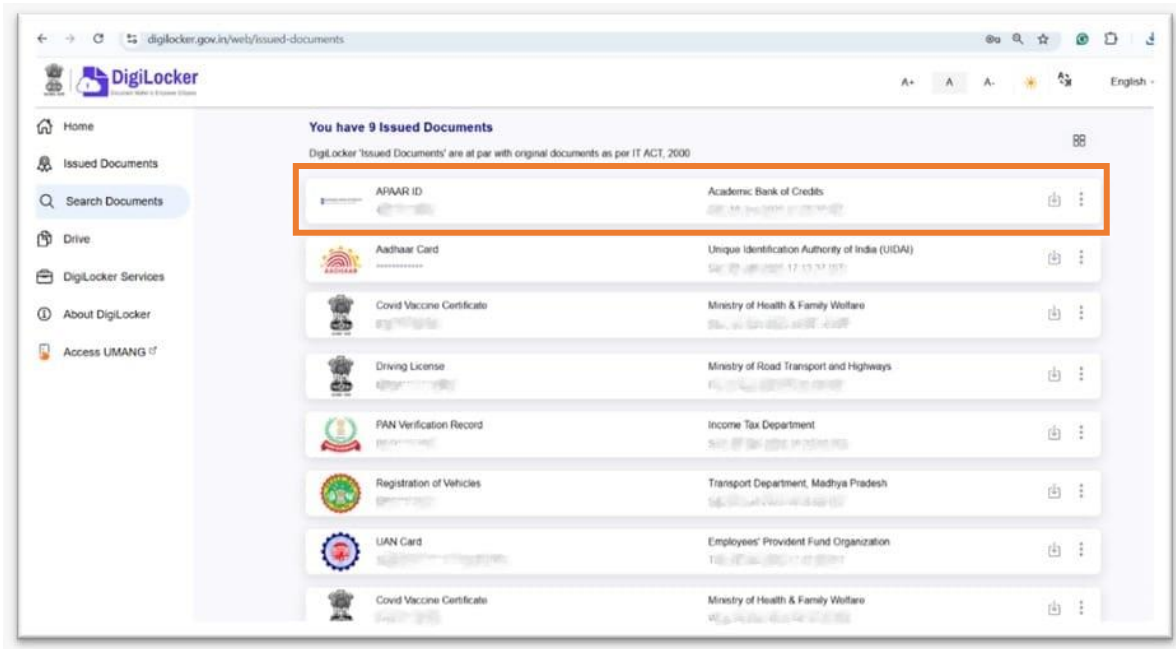 digilocker.gov.in/web/issued-documents
DigiLocker
A+ A A- English
Home
Issued Documents
Search Documents
Drive
DigiLocker Services
About DigiLocker
Access UMANG
You have 9 Issued Documents
DigiLocker 'Issued Documents' are at par with original documents as per IT ACT, 2000
APAAR ID Academic Bank of Credits
AADHAAR
Aadhaar Card Unique Identification Authority of India (UIDAI)
Covid Vaccine Certificate Ministry of Health & Family Welfare
Driving License Ministry of Road Transport and Highways
PAN Verification Record Income Tax Department
Registration of Vehicles Transport Department, Madhya Pradesh
UAN Card Employees' Provident Fund Organization
Covid Vaccine Certificate Ministry of Health & Family Welfare